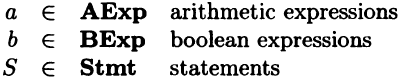 a ∈ AExp arithmetic expressions
b ∈ BExp boolean expressions
S ∈ Stmt statements